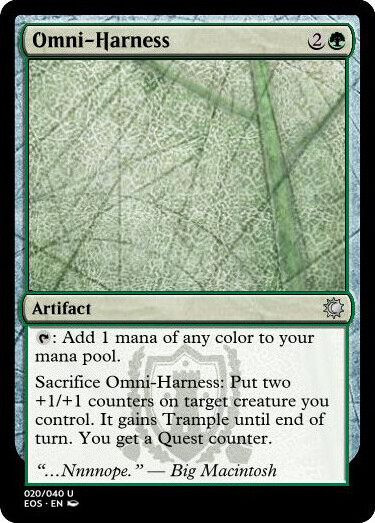 Omni-Harness 2
Artifact
: Add 1 mana of any color to your
mana pool.
Sacrifice Omni-Harness: Put two
+1/+1 counters on target creature you
control. It gains Trample until end of
turn. You get a Quest counter.
“...Nnnnope.” — Big Macintosh
020/040 U
EOS · EN